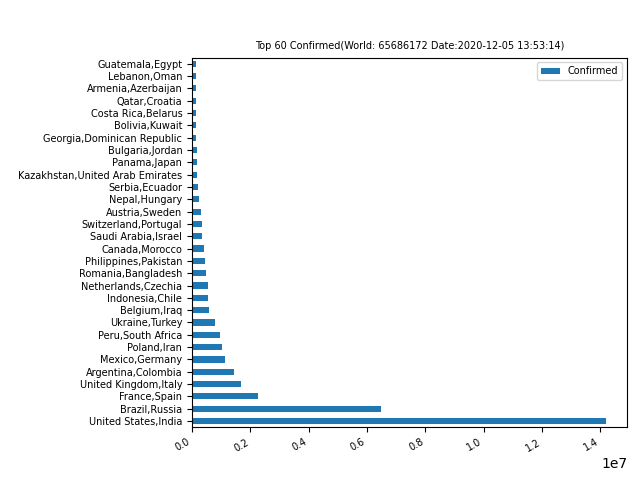 Top 60 Confirmed(World: 65686172 Date:2020-12-05 13:53:14)
Confirmed
Guatemala,Egypt
Lebanon,Oman
Armenia,Azerbaijan
Qatar,Croatia
Costa Rica,Belarus
Bolivia,Kuwait
Georgia,Dominican Republic
Bulgaria,Jordan
Panama,Japan
Kazakhstan,United Arab Emirates
Serbia,Ecuador
Nepal,Hungary
Austria,Sweden
Switzerland,Portugal
Saudi Arabia,Israel
Canada,Morocco
Philippines,Pakistan
Romania,Bangladesh
Netherlands,Czechia
Indonesia,Chile
Belgium,Iraq
Ukraine,Turkey
Peru,South Africa
Poland,Iran
Mexico,Germany
Argentina,Colombia
United Kingdom,Italy
France,Spain
Brazil,Russia
United States,India
0.0 0.2 0.4 0.6 0.8 1.0 1.2 1.4
1e7